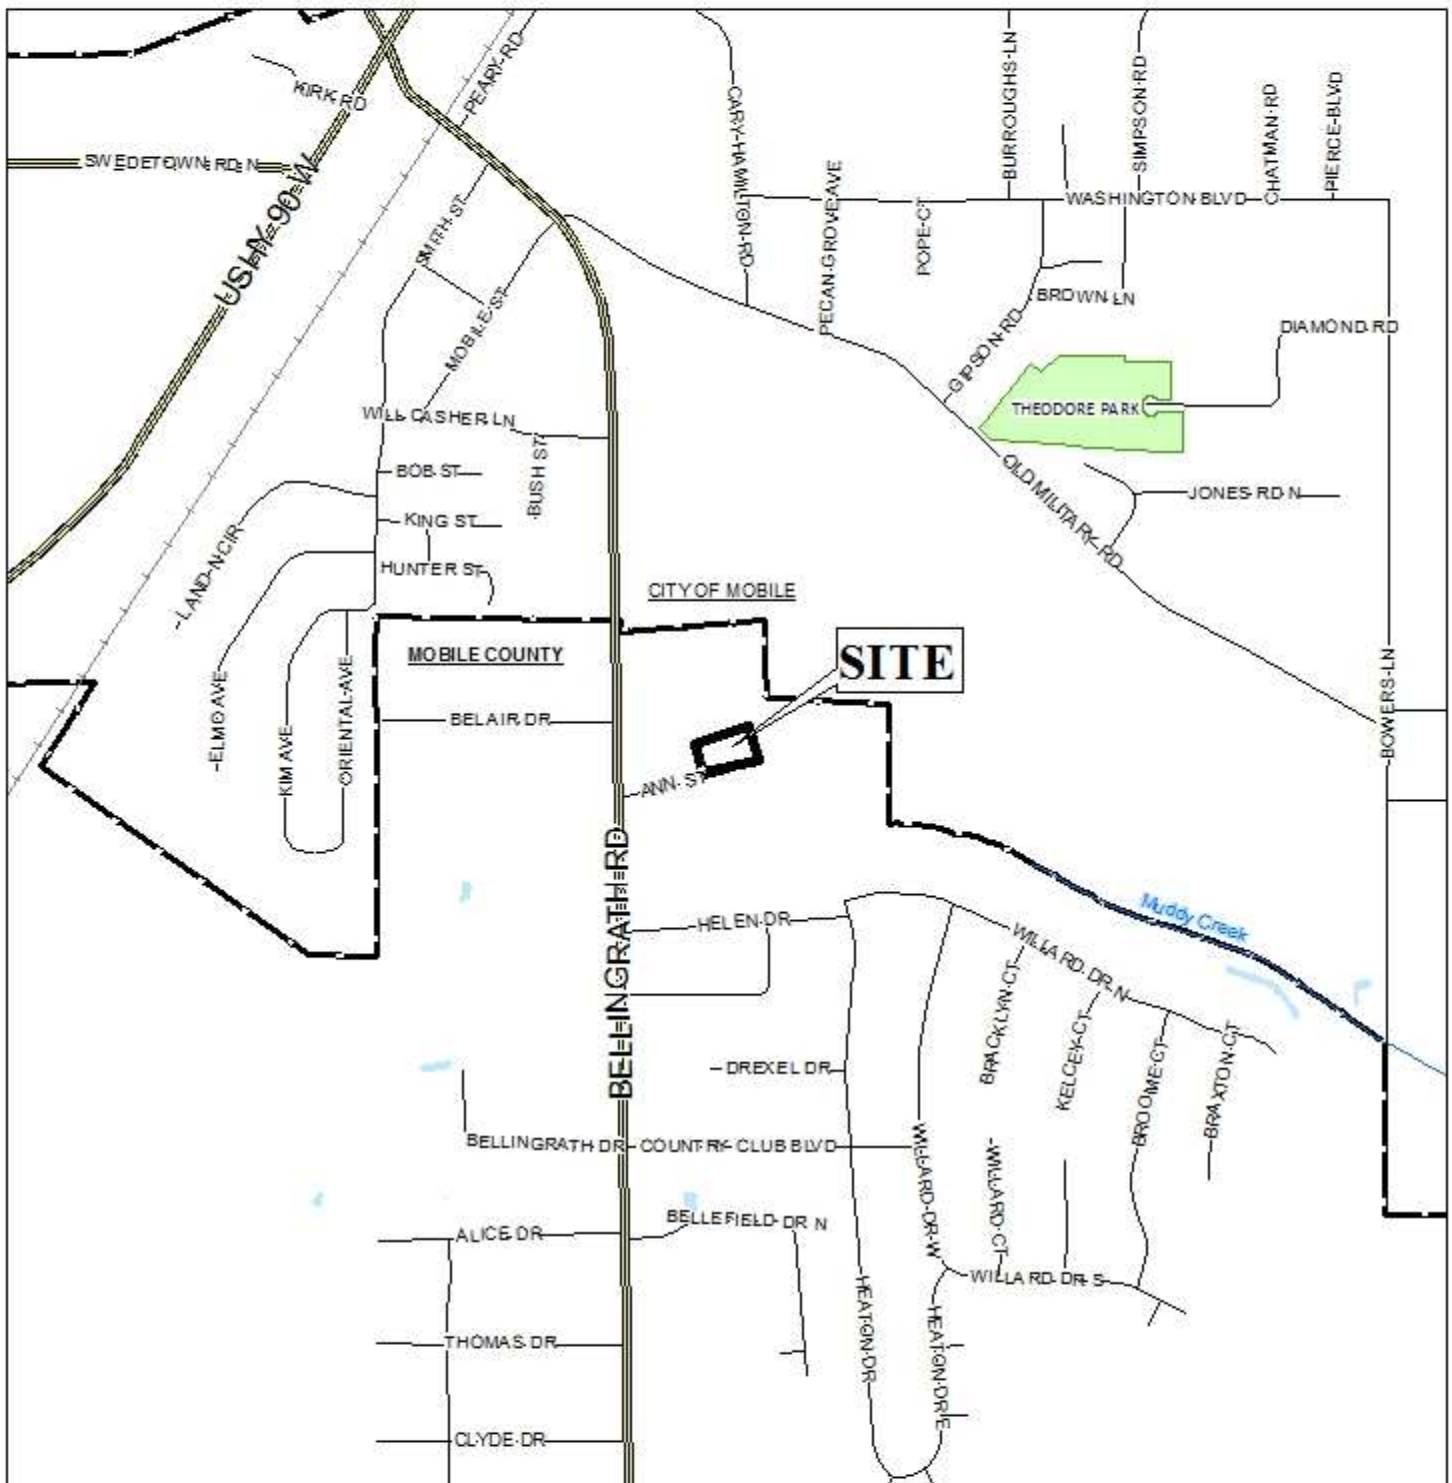 KIRK RD
PEARY RD
SWEDETOWN RD N
US HY 90 W
SMITH ST
MOBILE ST
CARY HAMILTON RD
PECAN GROVE AVE
POPE CT
BURROUGHS LN
SIMPSON RD
CHATMAN RD
PIERCE BLVD
WASHINGTON BLVD
BROWN LN
GIPSON RD
DIAMOND RD
THEODORE PARK
WILL CASHER LN
BOB ST
BUSH ST
KING ST
HUNTER ST
LAND N CIR
OLD MILITARY RD
JONES RD N
CITY OF MOBILE
MOBILE COUNTY
SITE
ELMO AVE
KIM AVE
ORIENTAL AVE
BELAIR DR
ANN ST
BOWERS LN
BELLINGRATH RD
HELEN DR
Muddy Creek
WILLARD DR N
BRACKLYN CT
KELCEY CT
BROOME CT
BRAXTON CT
DREXEL DR
BELLINGRATH DR
COUNTRY CLUB BLVD
WILLARD DR W
WILLARD CT
ALICE DR
BELLEFIELD DR N
WILLARD DR S
HEATON DR
HEATON DR E
THOMAS DR
CLYDE DR